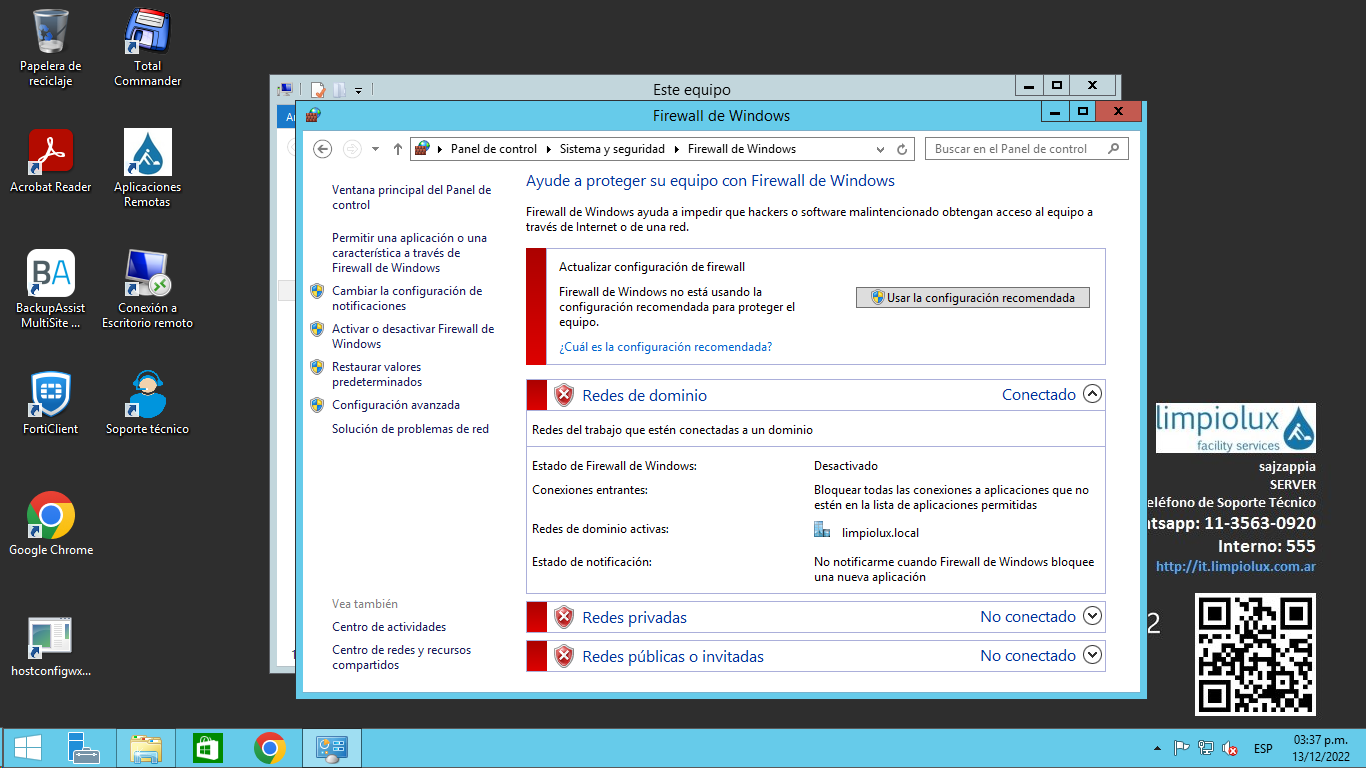 Papelera de
reciclaje
Total
Commander
Acrobat Reader
Aplicaciones
Remotas
BackupAssist
MultiSite ...
Conexión a
Escritorio remoto
FortiClient
Soporte técnico
Google Chrome
hostconfigwx...
Este equipo
Firewall de Windows
Panel de control
Sistema y seguridad
Firewall de Windows
Buscar en el Panel de control
Ventana principal del Panel de
control
Permitir una aplicación o una
característica a través de
Firewall de Windows
Cambiar la configuración de
notificaciones
Activar o desactivar Firewall de
Windows
Restaurar valores
predeterminados
Configuración avanzada
Solución de problemas de red
Vea también
Centro de actividades
Centro de redes y recursos
compartidos
Ayude a proteger su equipo con Firewall de Windows
Firewall de Windows ayuda a impedir que hackers o software malintencionado obtengan acceso al equipo a
través de Internet o de una red.
Actualizar configuración de firewall
Firewall de Windows no está usando la
configuración recomendada para proteger el
equipo.
Usar la configuración recomendada
¿Cuál es la configuración recomendada?
Redes de dominio Conectado
Redes del trabajo que estén conectadas a un dominio
Estado de Firewall de Windows: Desactivado
Conexiones entrantes: Bloquear todas las conexiones a aplicaciones que no
estén en la lista de aplicaciones permitidas
Redes de dominio activas: limpiolux.local
Estado de notificación: No notificarme cuando Firewall de Windows bloquee
una nueva aplicación
Redes privadas No conectado
Redes públicas o invitadas No conectado
limpiolux
facility services
sajzappia
SERVER
eléfono de Soporte Técnico
tsapp: 11-3563-0920
Interno: 555
http://it.limpiolux.com.ar
2
ESP
03:37 p.m.
13/12/2022